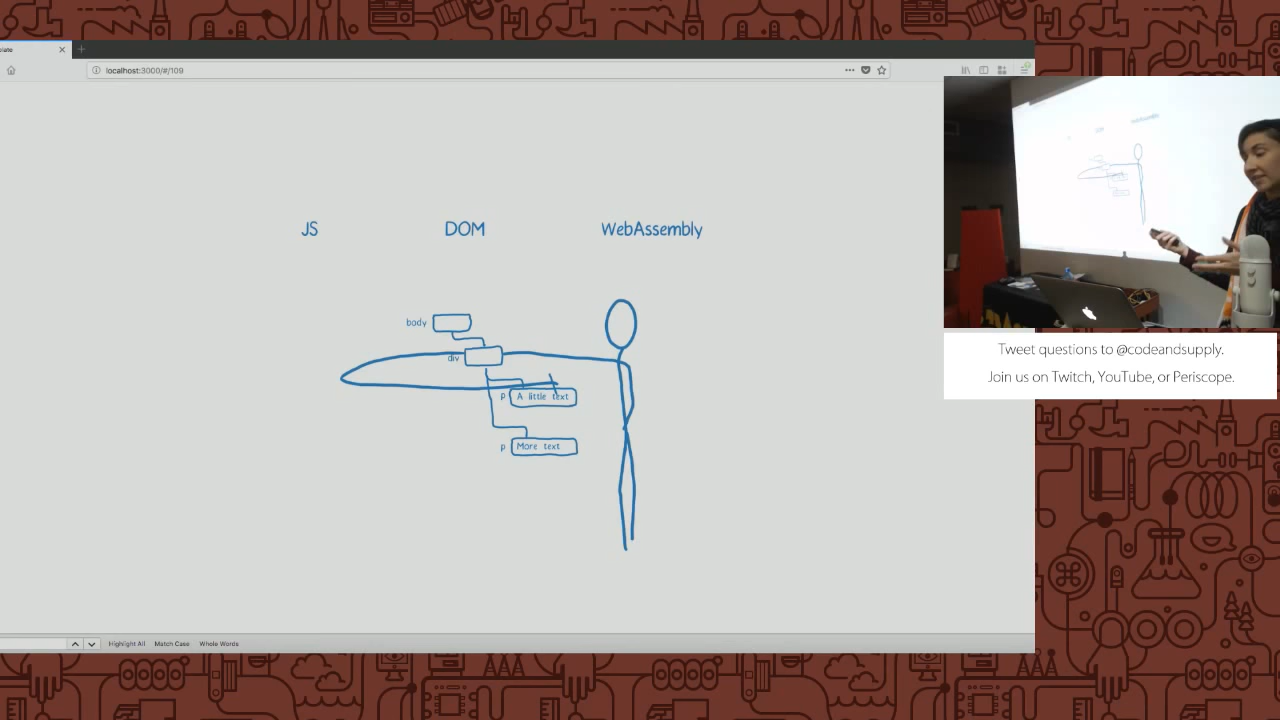 localhost:3000/#/109
JS
DOM
WebAssembly
body
div
p
A little text
p
More text
Highlight All
Match Case
Whole Words
Tweet questions to @codeandsupply.
Join us on Twitch, YouTube, or Periscope.